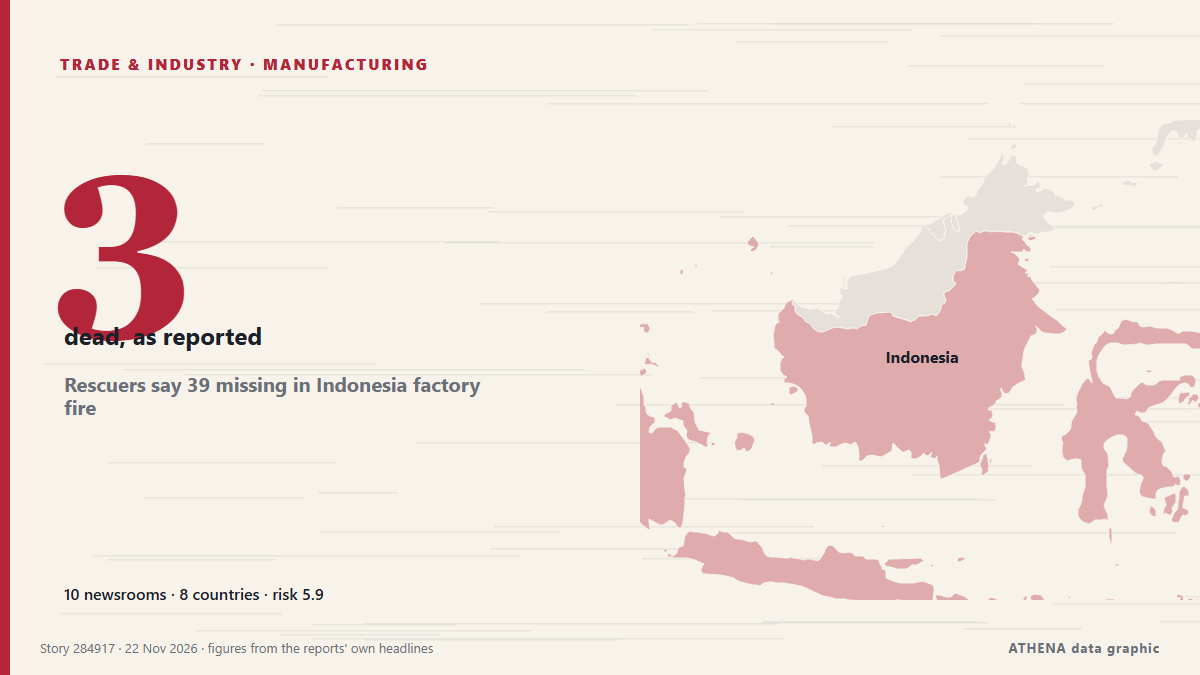 TRADE & INDUSTRY · MANUFACTURING
3
dead, as reported
Rescuers say 39 missing in Indonesia factory
fire
Indonesia
10 newsrooms · 8 countries · risk 5.9
Story 284917 · 22 Nov 2026 · figures from the reports' own headlines
ATHENA data graphic